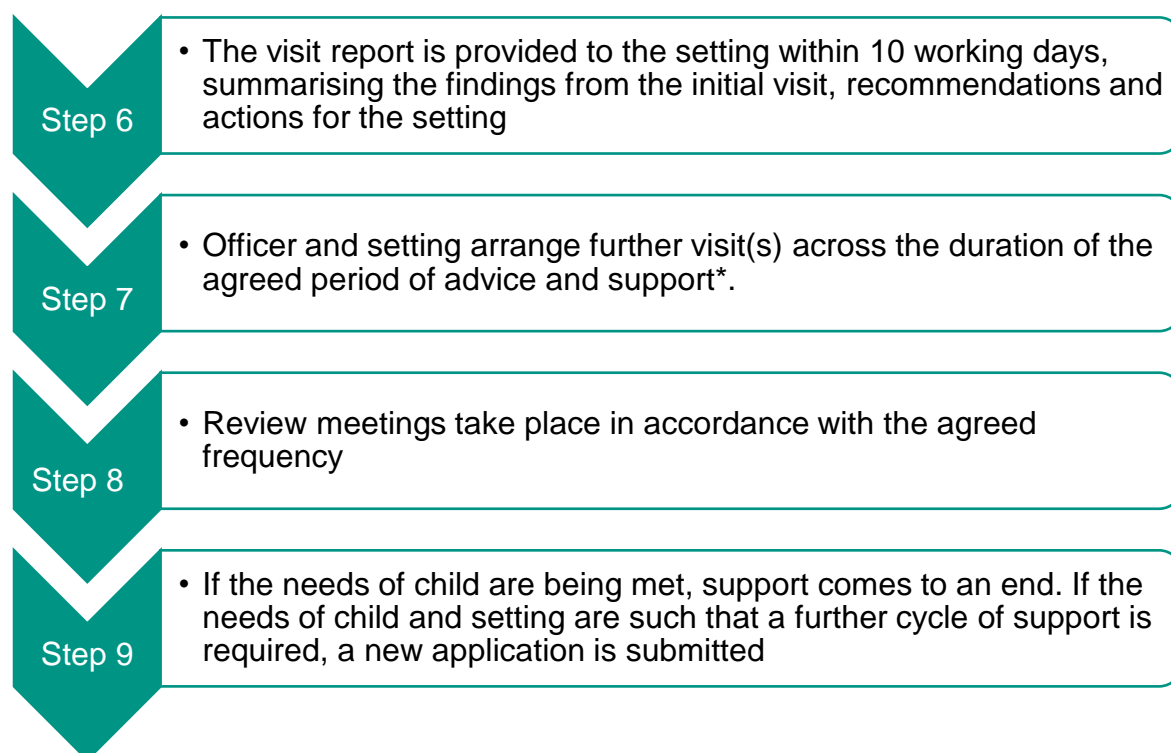 • The visit report is provided to the setting within 10 working days,
summarising the findings from the initial visit, recommendations and
actions for the setting
Step 6
• Officer and setting arrange further visit(s) across the duration of the
agreed period of advice and support*.
Step 7
• Review meetings take place in accordance with the agreed
frequency
Step 8
• If the needs of child are being met, support comes to an end. If the
needs of child and setting are such that a further cycle of support is
required, a new application is submitted
Step 9